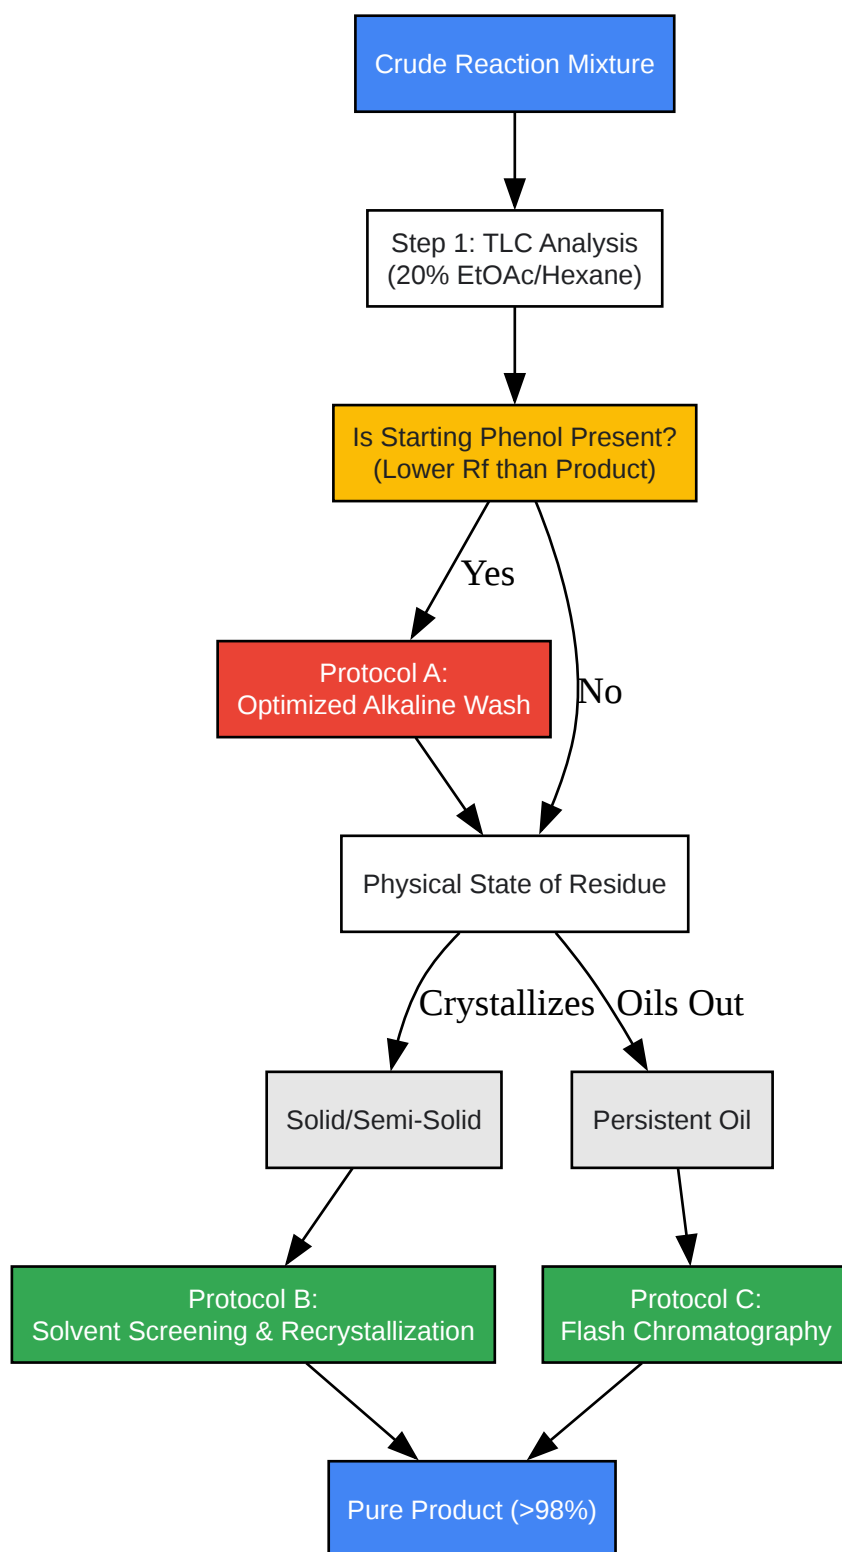 Crude Reaction Mixture
Step 1: TLC Analysis
(20% EtOAc/Hexane)
Is Starting Phenol Present?
(Lower Rf than Product)
Yes
Protocol A:
Optimized Alkaline Wash
No
Physical State of Residue
Crystallizes
Oils Out
Solid/Semi-Solid
Persistent Oil
Protocol B:
Solvent Screening & Recrystallization
Protocol C:
Flash Chromatography
Pure Product (>98%)